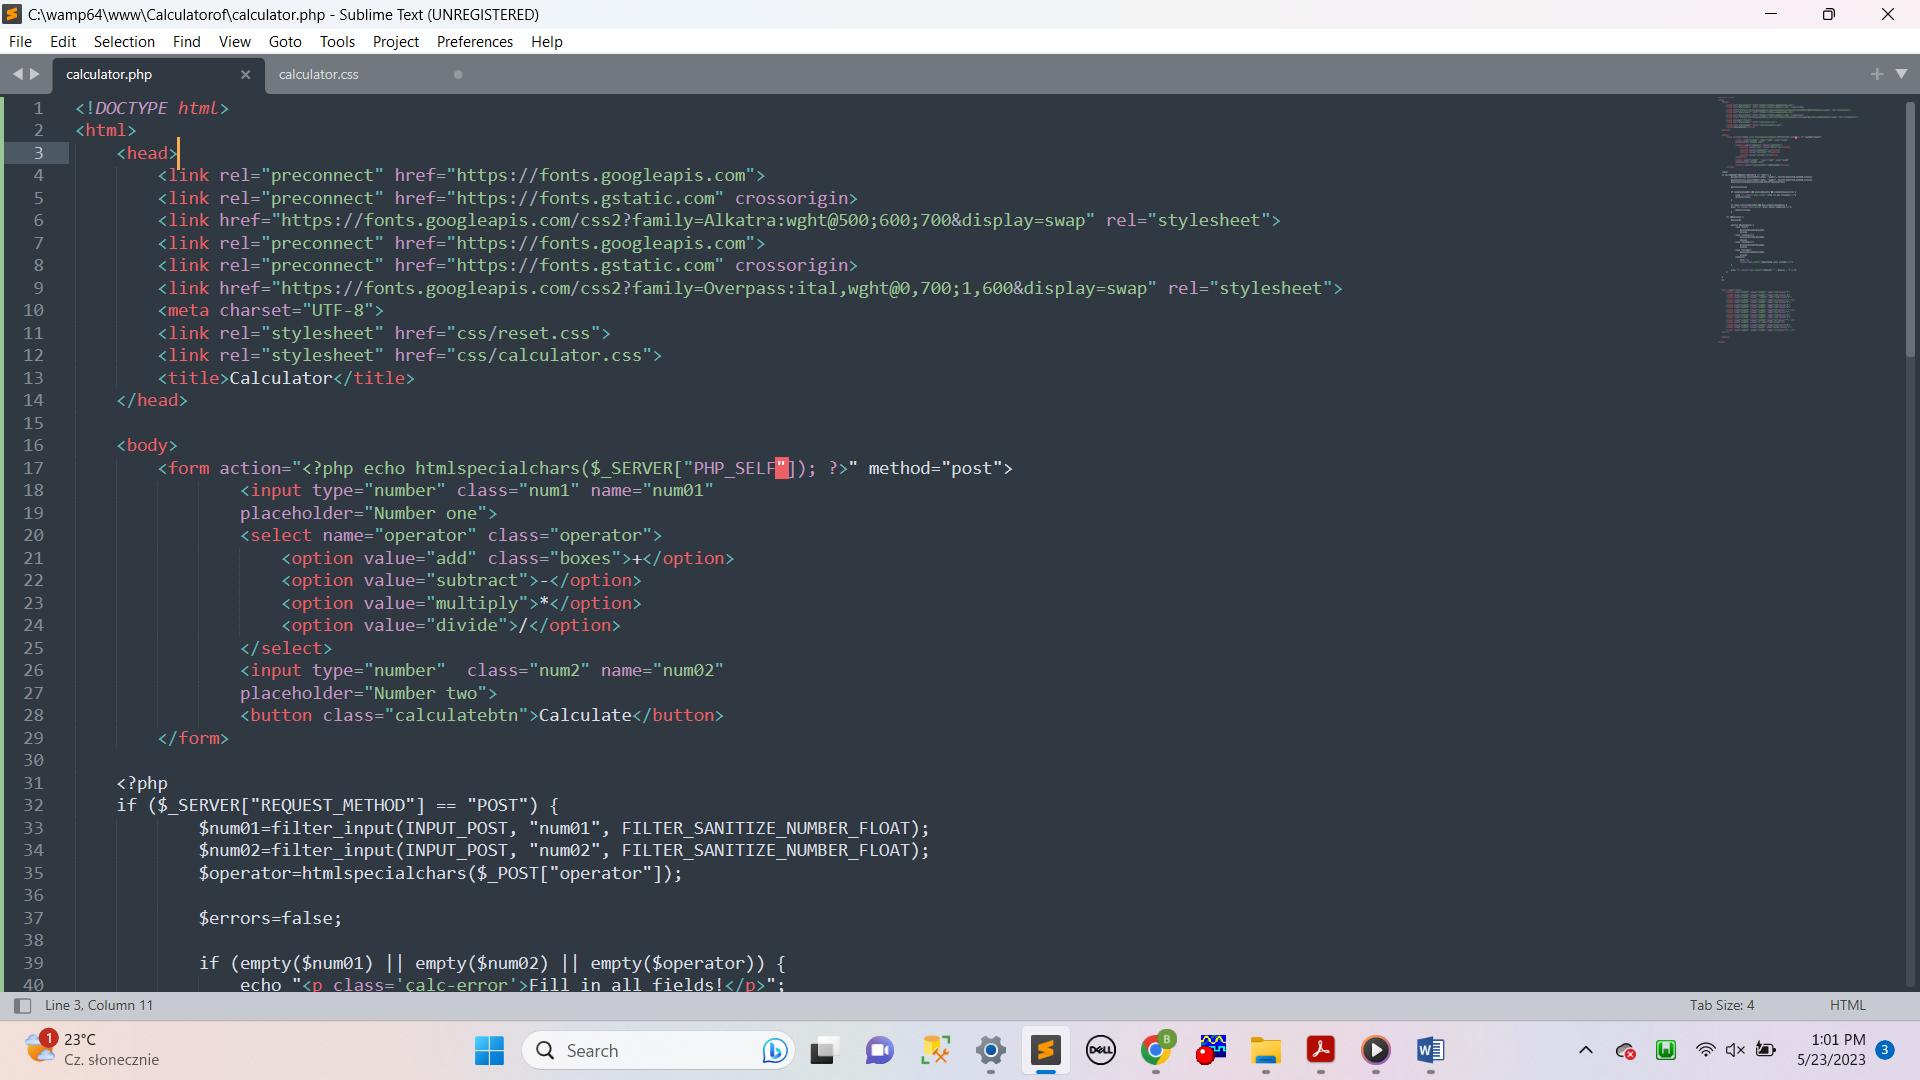 C:\wamp64\www\Calculatorof\calculator.php - Sublime Text (UNREGISTERED)
File Edit Selection Find View Goto Tools Project Preferences Help
calculator.php calculator.css
1 <!DOCTYPE html>
2 <html>
3 <head>
4 <link rel="preconnect" href="https://fonts.googleapis.com">
5 <link rel="preconnect" href="https://fonts.gstatic.com" crossorigin>
6 <link href="https://fonts.googleapis.com/css2?family=Alkatra:wght@500;600;700&display=swap" rel="stylesheet">
7 <link rel="preconnect" href="https://fonts.googleapis.com">
8 <link rel="preconnect" href="https://fonts.gstatic.com" crossorigin>
9 <link href="https://fonts.googleapis.com/css2?family=Overpass:ital,wght@0,700;1,600&display=swap" rel="stylesheet">
10 <meta charset="UTF-8">
11 <link rel="stylesheet" href="css/reset.css">
12 <link rel="stylesheet" href="css/calculator.css">
13 <title>Calculator</title>
14 </head>
15
16 <body>
17 <form action="<?php echo htmlspecialchars($_SERVER["PHP_SELF"]); ?>" method="post">
18 <input type="number" class="num1" name="num01"
19 placeholder="Number one">
20 <select name="operator" class="operator">
21 <option value="add" class="boxes">+</option>
22 <option value="subtract">-</option>
23 <option value="multiply">*</option>
24 <option value="divide">/</option>
25 </select>
26 <input type="number"  class="num2" name="num02"
27 placeholder="Number two">
28 <button class="calculatebtn">Calculate</button>
29 </form>
30
31 <?php
32 if ($_SERVER["REQUEST_METHOD"] == "POST") {
33 $num01=filter_input(INPUT_POST, "num01", FILTER_SANITIZE_NUMBER_FLOAT);
34 $num02=filter_input(INPUT_POST, "num02", FILTER_SANITIZE_NUMBER_FLOAT);
35 $operator=htmlspecialchars($_POST["operator"]);
36
37 $errors=false;
38
39 if (empty($num01) || empty($num02) || empty($operator)) {
40 echo "<p class='calc-error'>Fill in all fields!</p>";
Line 3, Column 11 Tab Size: 4 HTML
1 23°C
Cz. słonecznie
Search
DELL
B
1:01 PM
5/23/2023
3